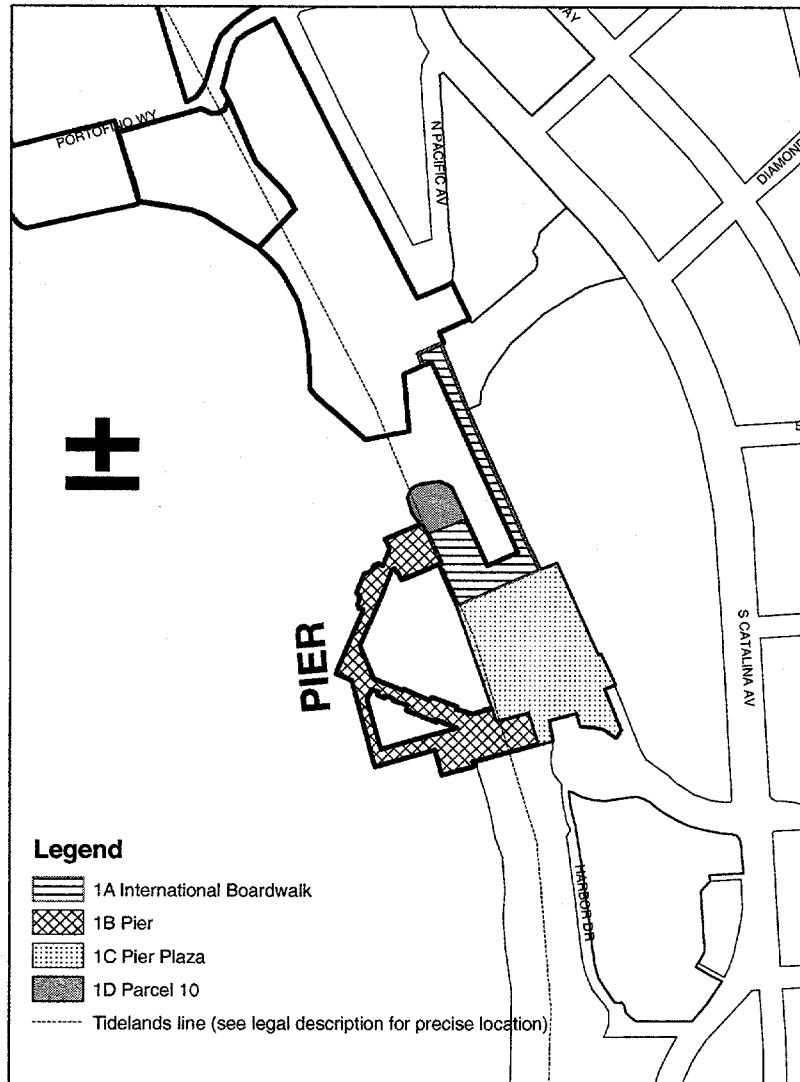 WAY
PORTOFINO WY
N PACIFIC AV
DIAMOND
PIER
S CATALINA AV
HARBOR DR
Legend
1A International Boardwalk
1B Pier
1C Pier Plaza
1D Parcel 10
Tidelands line (see legal description for precise location)